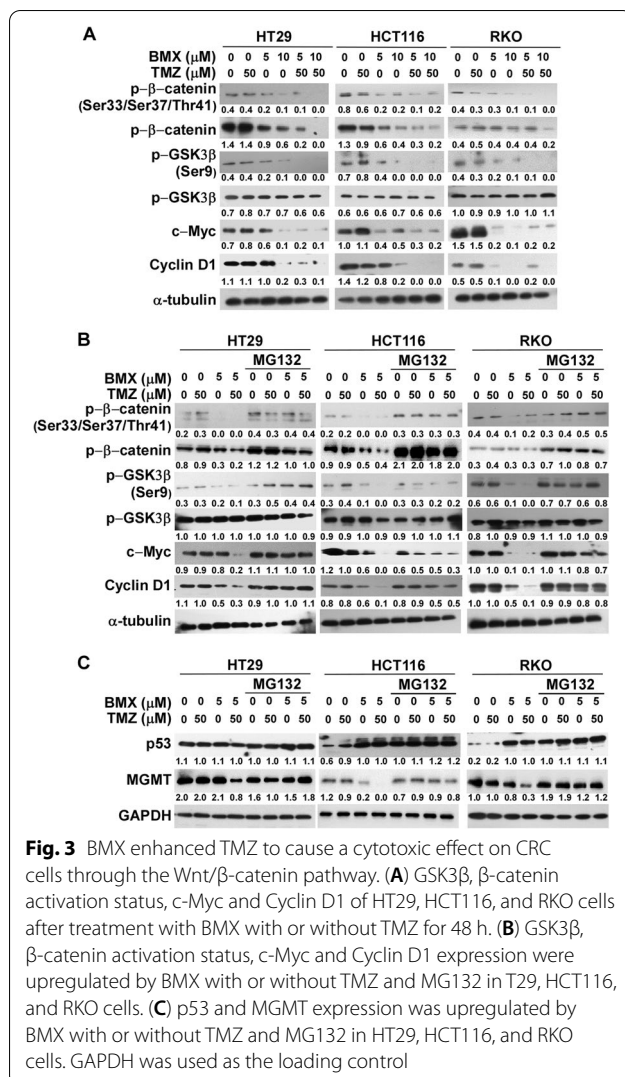 A
HT29 HCT116 RKO
BMX (μM) 0 0 5 10 5 10 0 0 5 10 5 10 0 0 5 10 5 10
TMZ (μM) 0 50 0 0 50 50 0 50 0 0 50 50 0 50 0 0 50 50
p–β–catenin
(Ser33/Ser37/Thr41)
0.4 0.4 0.2 0.1 0.1 0.0 0.8 0.6 0.2 0.2 0.1 0.2 0.4 0.3 0.3 0.1 0.1 0.0
p–β–catenin
1.4 1.4 0.9 0.6 0.2 0.0 1.3 0.9 0.6 0.4 0.3 0.2 0.4 0.5 0.4 0.4 0.4 0.2
p–GSK3β
(Ser9)
0.4 0.4 0.2 0.1 0.0 0.0 0.7 0.8 0.4 0.0 0.0 0.0 0.4 0.3 0.2 0.2 0.1 0.0
p–GSK3β
0.7 0.8 0.7 0.7 0.6 0.6 0.6 0.6 0.6 0.7 0.6 0.6 1.0 0.9 0.9 1.0 1.0 1.1
c–Myc
0.7 0.8 0.6 0.1 0.2 0.1 1.0 1.1 0.4 0.5 0.3 0.2 1.5 1.5 0.2 0.1 0.2 0.2
Cyclin D1
1.1 1.1 1.0 0.2 0.3 0.1 1.4 1.2 0.8 0.2 0.0 0.0 0.5 0.5 0.1 0.0 0.2 0.0
α–tubulin
B
HT29 HCT116 RKO
MG132 MG132 MG132
BMX (μM) 0 0 5 5 0 0 5 5 0 0 5 5 0 0 5 5 0 0 5 5 0 0 5 5
TMZ (μM) 0 50 0 50 0 50 0 50 0 50 0 50 0 50 0 50 0 50 0 50 0 50 0 50
p–β–catenin
(Ser33/Ser37/Thr41)
0.2 0.3 0.0 0.0 0.4 0.3 0.4 0.4 0.2 0.2 0.0 0.0 0.3 0.3 0.3 0.3 0.4 0.4 0.1 0.2 0.3 0.4 0.5 0.5
p–β–catenin
0.8 0.9 0.3 0.2 1.2 1.2 1.0 1.0 0.9 0.9 0.5 0.4 2.1 2.0 1.8 2.0 0.3 0.4 0.3 0.3 0.7 1.0 0.8 0.7
p–GSK3β
(Ser9)
0.3 0.3 0.2 0.1 0.3 0.5 0.4 0.4 0.3 0.4 0.1 0.0 0.3 0.3 0.2 0.2 0.6 0.6 0.1 0.0 0.7 0.7 0.6 0.8
p–GSK3β
1.0 1.0 1.0 1.0 1.0 1.0 1.0 0.9 0.8 0.9 1.0 0.8 0.9 1.0 1.0 1.1 0.8 1.0 0.9 0.9 1.1 1.0 1.0 0.9
c–Myc
0.9 0.9 0.8 0.2 1.1 1.1 1.0 1.0 1.2 1.0 0.6 0.0 0.6 0.5 0.5 0.3 1.0 1.0 0.1 0.0 1.0 1.1 0.8 0.7
Cyclin D1
1.1 1.0 0.5 0.3 0.9 1.0 1.0 1.1 0.8 0.8 0.6 0.1 0.8 0.9 0.5 0.5 1.0 1.0 0.5 0.1 0.9 0.9 0.8 0.8
α–tubulin
C
HT29 HCT116 RKO
MG132 MG132 MG132
BMX (μM) 0 0 5 5 0 0 5 5 0 0 5 5 0 0 5 5 0 0 5 5 0 0 5 5
TMZ (μM) 0 50 0 50 0 50 0 50 0 50 0 50 0 50 0 50 0 50 0 50 0 50 0 50
p53
1.1 1.0 1.1 1.0 1.0 1.0 1.1 1.1 0.6 0.9 1.0 1.0 1.0 1.1 1.2 1.2 0.2 0.2 1.0 1.0 1.0 1.1 1.1 1.1
MGMT
2.0 2.0 2.1 0.8 1.6 1.0 1.5 1.8 1.2 0.9 0.2 0.0 0.7 0.9 0.9 0.8 1.0 1.0 0.8 0.3 1.9 1.9 1.2 1.2
GAPDH
Fig. 3 BMX enhanced TMZ to cause a cytotoxic effect on CRC
cells through the Wnt/β-catenin pathway. (A) GSK3β, β-catenin
activation status, c-Myc and Cyclin D1 of HT29, HCT116, and RKO cells
after treatment with BMX with or without TMZ for 48 h. (B) GSK3β,
β-catenin activation status, c-Myc and Cyclin D1 expression were
upregulated by BMX with or without TMZ and MG132 in T29, HCT116,
and RKO cells. (C) p53 and MGMT expression was upregulated by
BMX with or without TMZ and MG132 in HT29, HCT116, and RKO
cells. GAPDH was used as the loading control